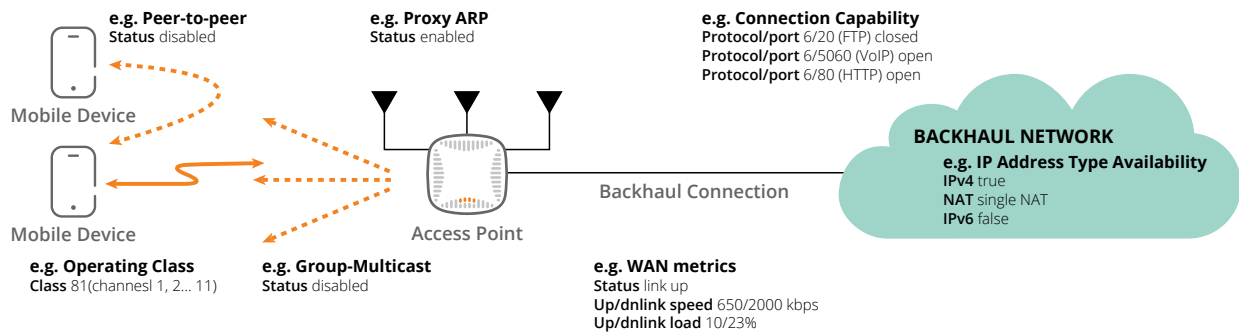 e.g. Peer-to-peer
Status disabled
e.g. Proxy ARP
Status enabled
e.g. Connection Capability
Protocol/port 6/20 (FTP) closed
Protocol/port 6/5060 (VoIP) open
Protocol/port 6/80 (HTTP) open
Mobile Device
BACKHAUL NETWORK
e.g. IP Address Type Availability
IPv4 true
NAT single NAT
IPv6 false
Backhaul Connection
Mobile Device
Access Point
e.g. Operating Class
Class 81(channesl 1, 2... 11)
e.g. Group-Multicast
Status disabled
e.g. WAN metrics
Status link up
Up/dnlink speed 650/2000 kbps
Up/dnlink load 10/23%